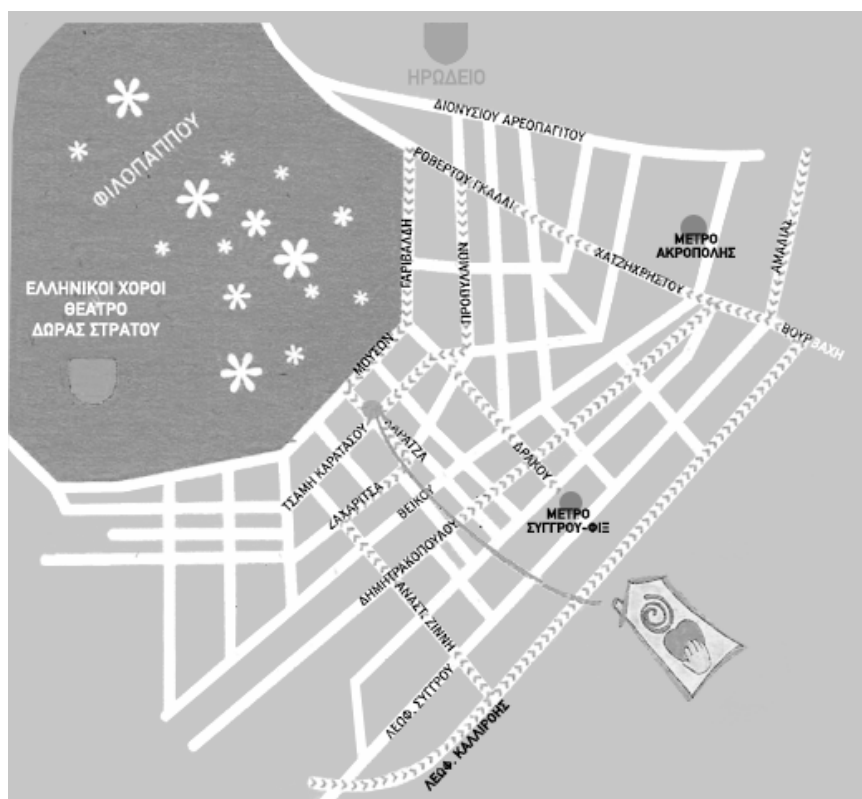 ΗΡΩΔΕΙΟ
ΔΙΟΝΥΣΙΟΥ ΑΡΕΟΠΑΓΙΤΟΥ
ΦΙΛΟΠΑΠΠΟΥ
ΡΟΒΕΡΤΟΥ ΓΚΑΛΛΙ
ΓΑΡΙΒΑΛΔΗ
ΠΡΟΠΥΛΑΙΩΝ
ΧΑΤΖΗΧΡΗΣΤΟΥ
ΜΕΤΡΟ
ΑΚΡΟΠΟΛΗΣ
ΑΜΑΔΙΑΣ
ΒΟΥΡΒΑΧΗ
ΕΛΛΗΝΙΚΟΙ ΧΟΡΟΙ
ΘΕΑΤΡΟ
ΔΩΡΑΣ ΣΤΡΑΤΟΥ
ΜΟΥΣΩΝ
ΤΣΑΜΗ ΚΑΡΑΤΑΣΟΥ
ΔΡΑΚΟΥ
ΖΑΧΑΡΙΤΣΑ
ΒΕΙΚΟΥ
ΜΕΤΡΟ
ΣΥΓΓΡΟΥ-ΦΙΞ
ΔΗΜΗΤΡΑΚΟΠΟΥΛΟΥ
ΑΝΑΣΤ. ΖΙΝΝΗ
ΛΕΩΦ. ΣΥΓΓΡΟΥ
ΛΕΩΦ. ΚΑΛΛΙΡΟΗΣ